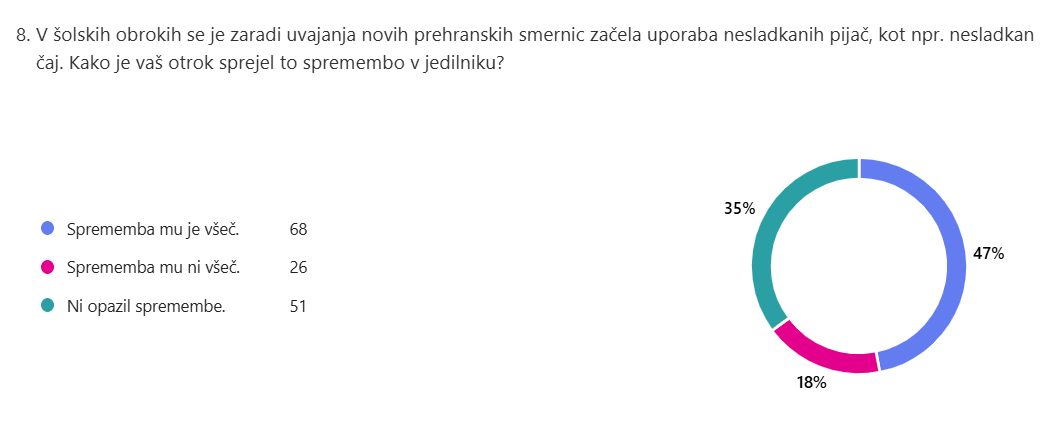 8. V šolskih obrokih se je zaradi uvajanja novih prehranskih smernic začela uporaba nesladkanih pijač, kot npr. nesladkan
čaj. Kako je vaš otrok sprejel to spremembo v jedilniku?
35%
47%
Sprememba mu je všeč. 68
Sprememba mu ni všeč. 26
Ni opazil spremembe. 51
18%